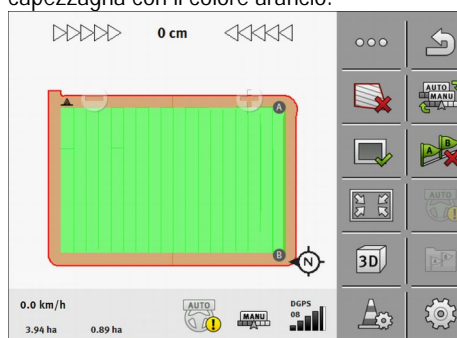 capezzagna con il colore arancio.
0 cm
AUTO
MANU
A B
A
AUTO
B
N
3D
0.0 km/h
AUTO
MANU
DGPS
08
3.94 ha 0.89 ha